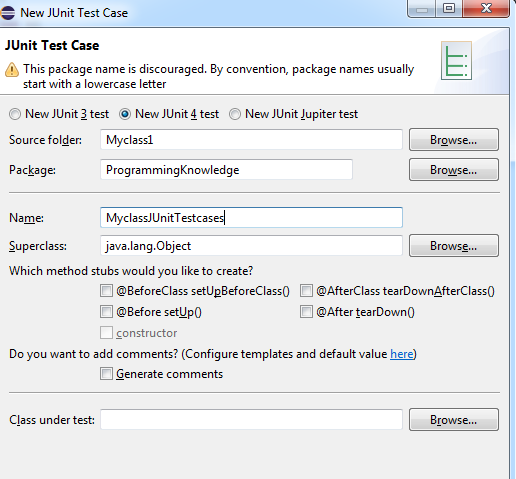 New JUnit Test Case
JUnit Test Case
This package name is discouraged. By convention, package names usually
start with a lowercase letter
New JUnit 3 test New JUnit 4 test New JUnit Jupiter test
Source folder: Myclass1 Browse...
Package: ProgrammingKnowledge Browse...
Name: MyclassJUnitTestcases
Superclass: java.lang.Object Browse...
Which method stubs would you like to create?
@BeforeClass setUpBeforeClass() @AfterClass tearDownAfterClass()
@Before setUp() @After tearDown()
constructor
Do you want to add comments? (Configure templates and default value here)
Generate comments
Class under test: Browse...